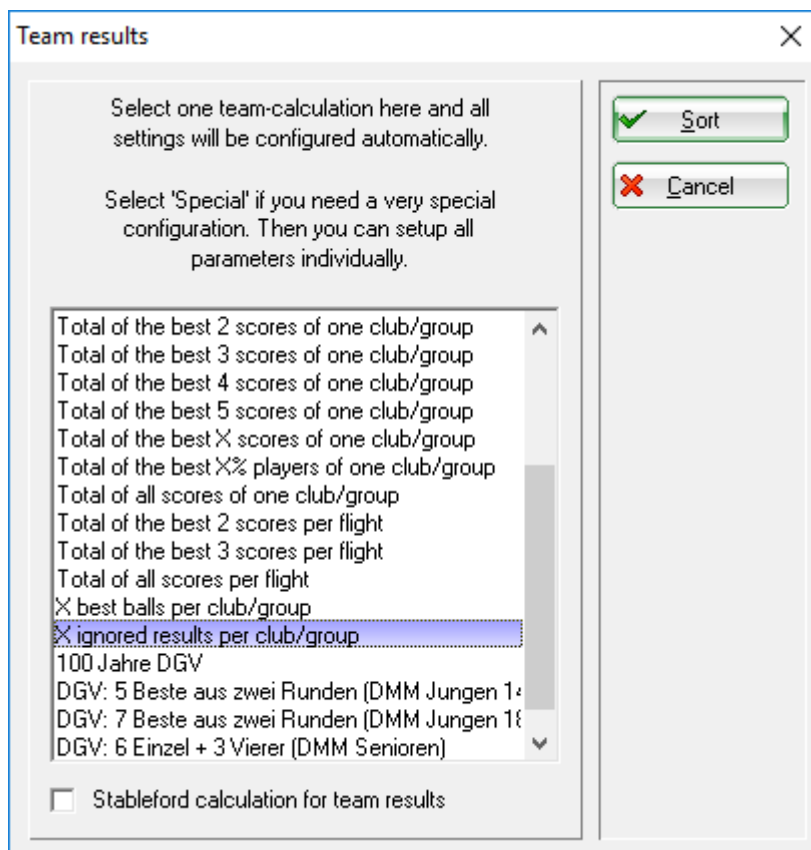 Team results
Select one team-calculation here and all
settings will be configured automatically.
Select 'Special' if you need a very special
configuration. Then you can setup all
parameters individually.
Total of the best 2 scores of one club/group
Total of the best 3 scores of one club/group
Total of the best 4 scores of one club/group
Total of the best 5 scores of one club/group
Total of the best X scores of one club/group
Total of the best X% players of one club/group
Total of all scores of one club/group
Total of the best 2 scores per flight
Total of the best 3 scores per flight
Total of all scores per flight
X best balls per club/group
X ignored results per club/group
100 Jahre DGV
DGV: 5 Beste aus zwei Runden (DMM Jungen 14
DGV: 7 Beste aus zwei Runden (DMM Jungen 18
DGV: 6 Einzel + 3 Vierer (DMM Senioren)
Stableford calculation for team results
Sort
Cancel